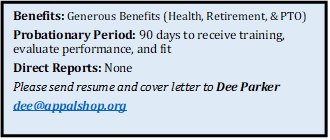 Benefits: Generous Benefits (Health, Retirement, & PTO)
Probationary Period: 90 days to receive training,
evaluate performance, and fit
Direct Reports: None
Please send resume and cover letter to Dee Parker
dee@appalshop.org